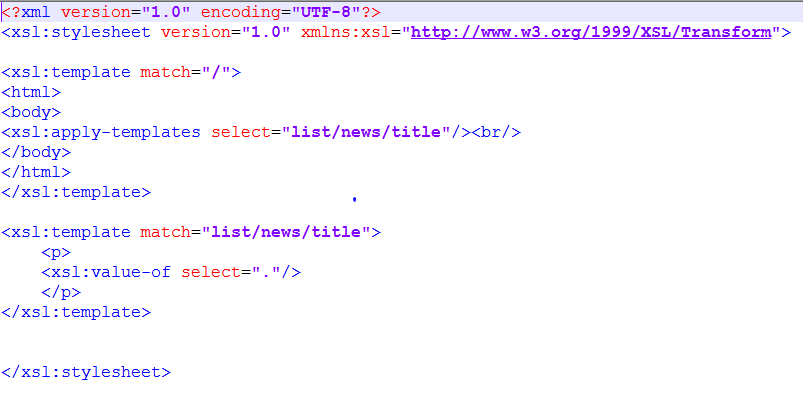 <?xml version="1.0" encoding="UTF-8"?>
<xsl:stylesheet version="1.0" xmlns:xsl="http://www.w3.org/1999/XSL/Transform">
<xsl:template match="/">
<html>
<body>
<xsl:apply-templates select="list/news/title"/><br/>
</body>
</html>
</xsl:template>
<xsl:template match="list/news/title">
<p>
<xsl:value-of select="."/>
</p>
</xsl:template>
</xsl:stylesheet>